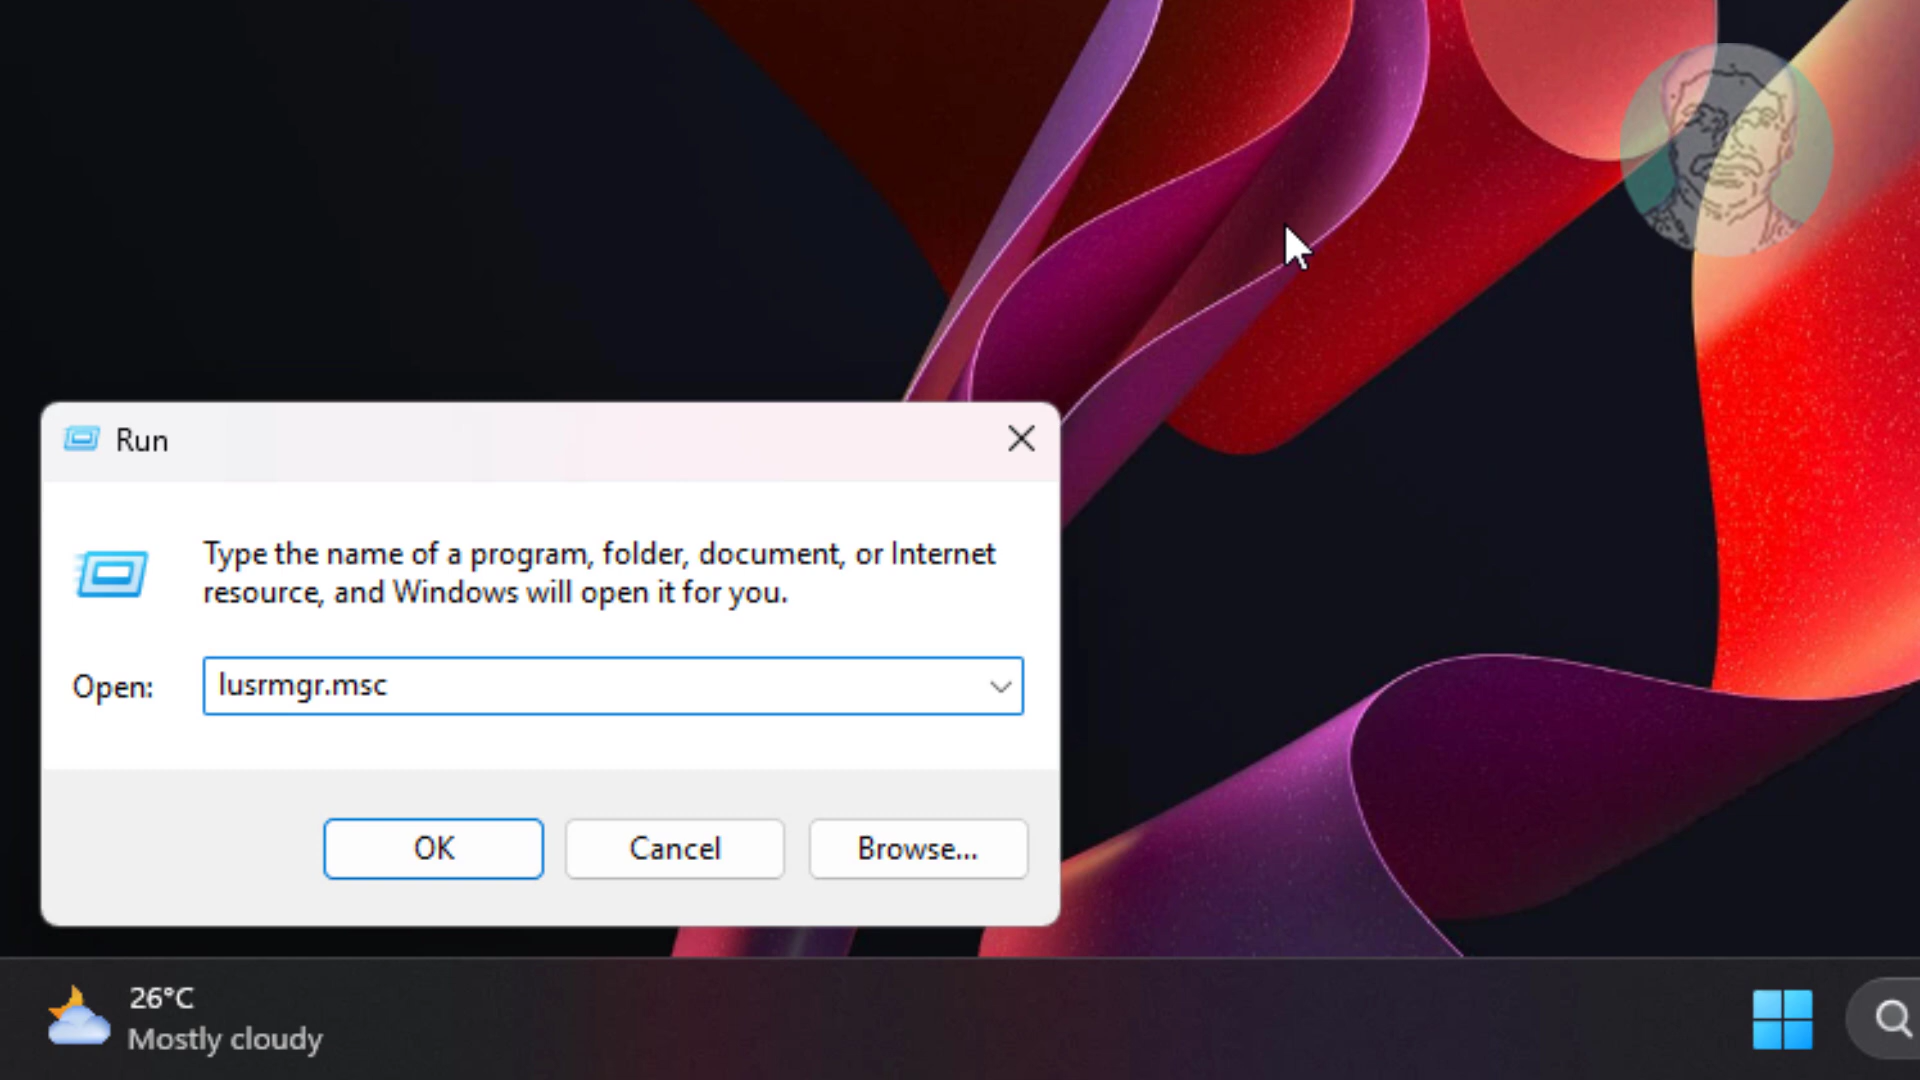 Run
Type the name of a program, folder, document, or Internet
resource, and Windows will open it for you.
Open:
lusrmgr.msc
OK
Cancel
Browse...
26°C
Mostly cloudy